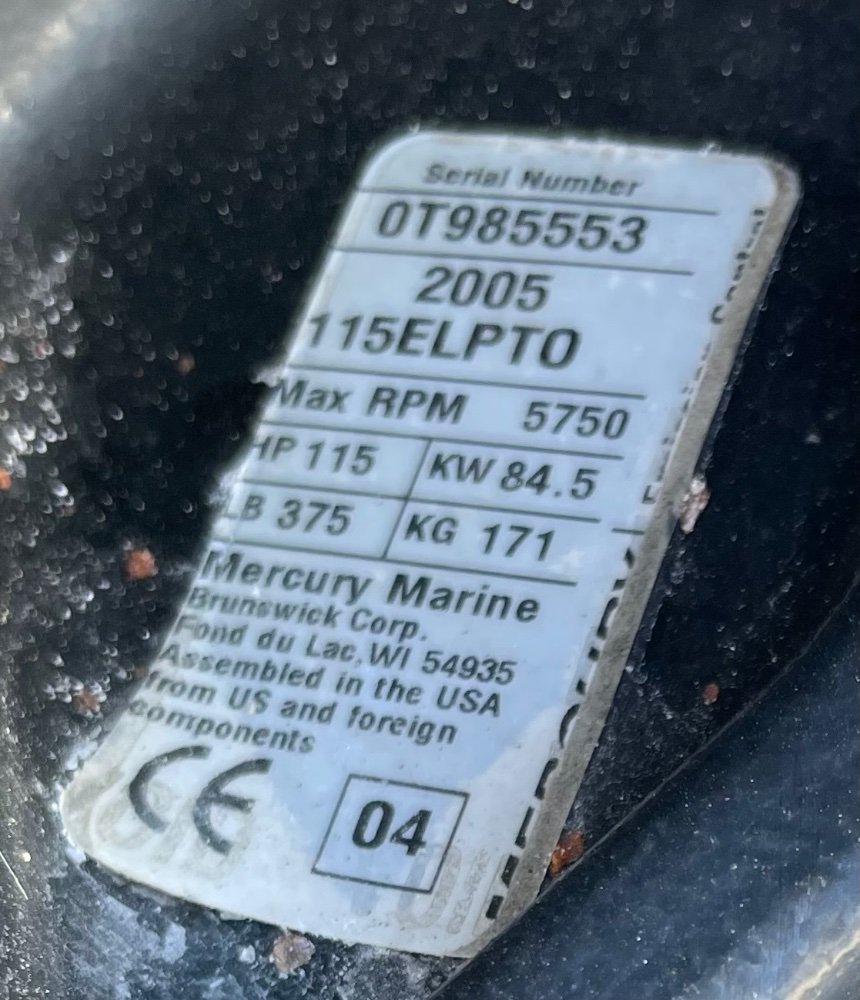 Serial Number
0T985553
2005
115ELPTO
Max RPM 5750
HP 115 KW 84.5
LB 375 KG 171
Mercury Marine
Brunswick Corp.
Fond du Lac, WI 54935
Assembled in the USA
from US and foreign
components
CE 04